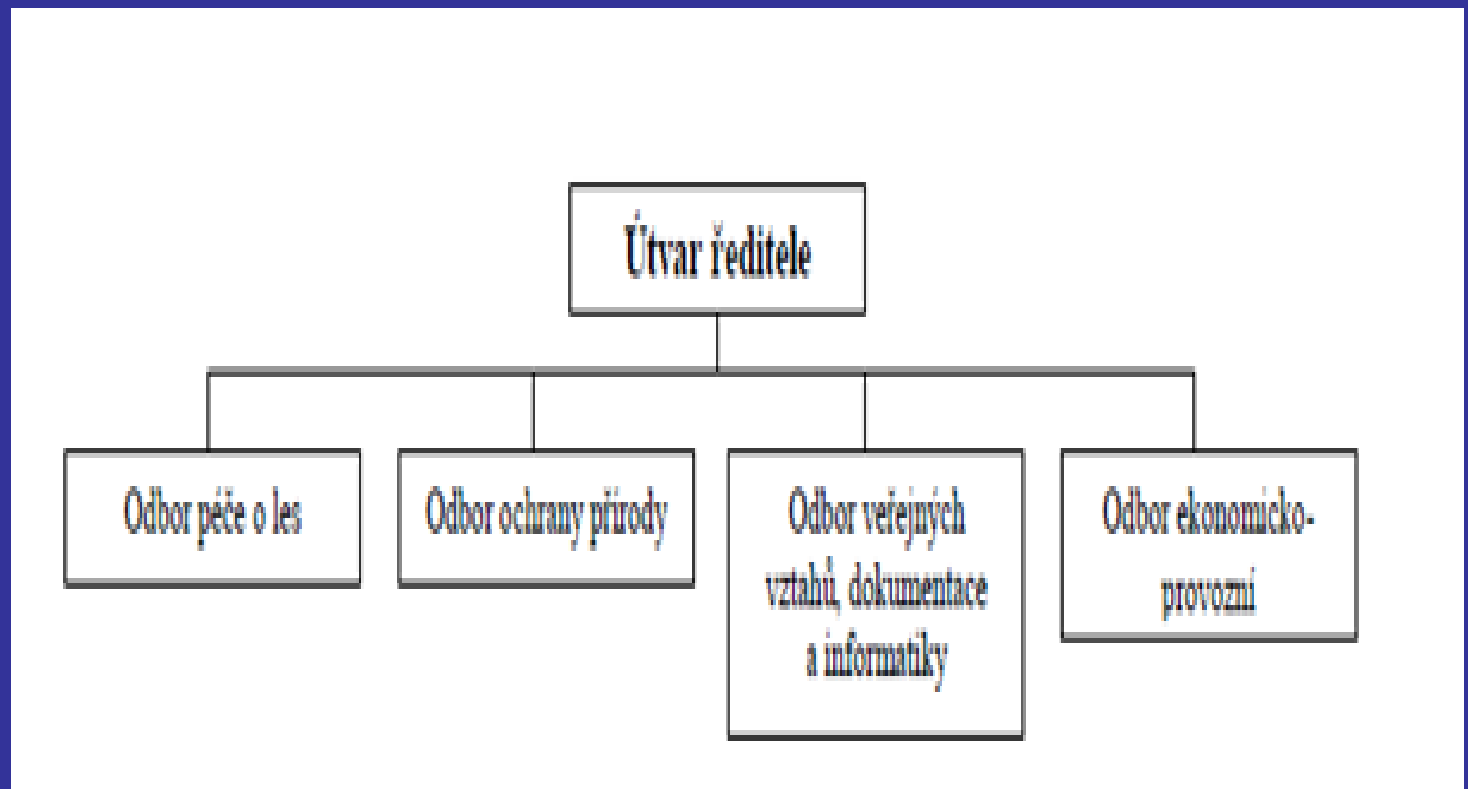 Útvar ředitele
Odbor péče o les
Odbor ochrany přírody
Odbor veřejných
vztahů, dokumentace
a informatiky
Odbor ekonomicko-
provozní